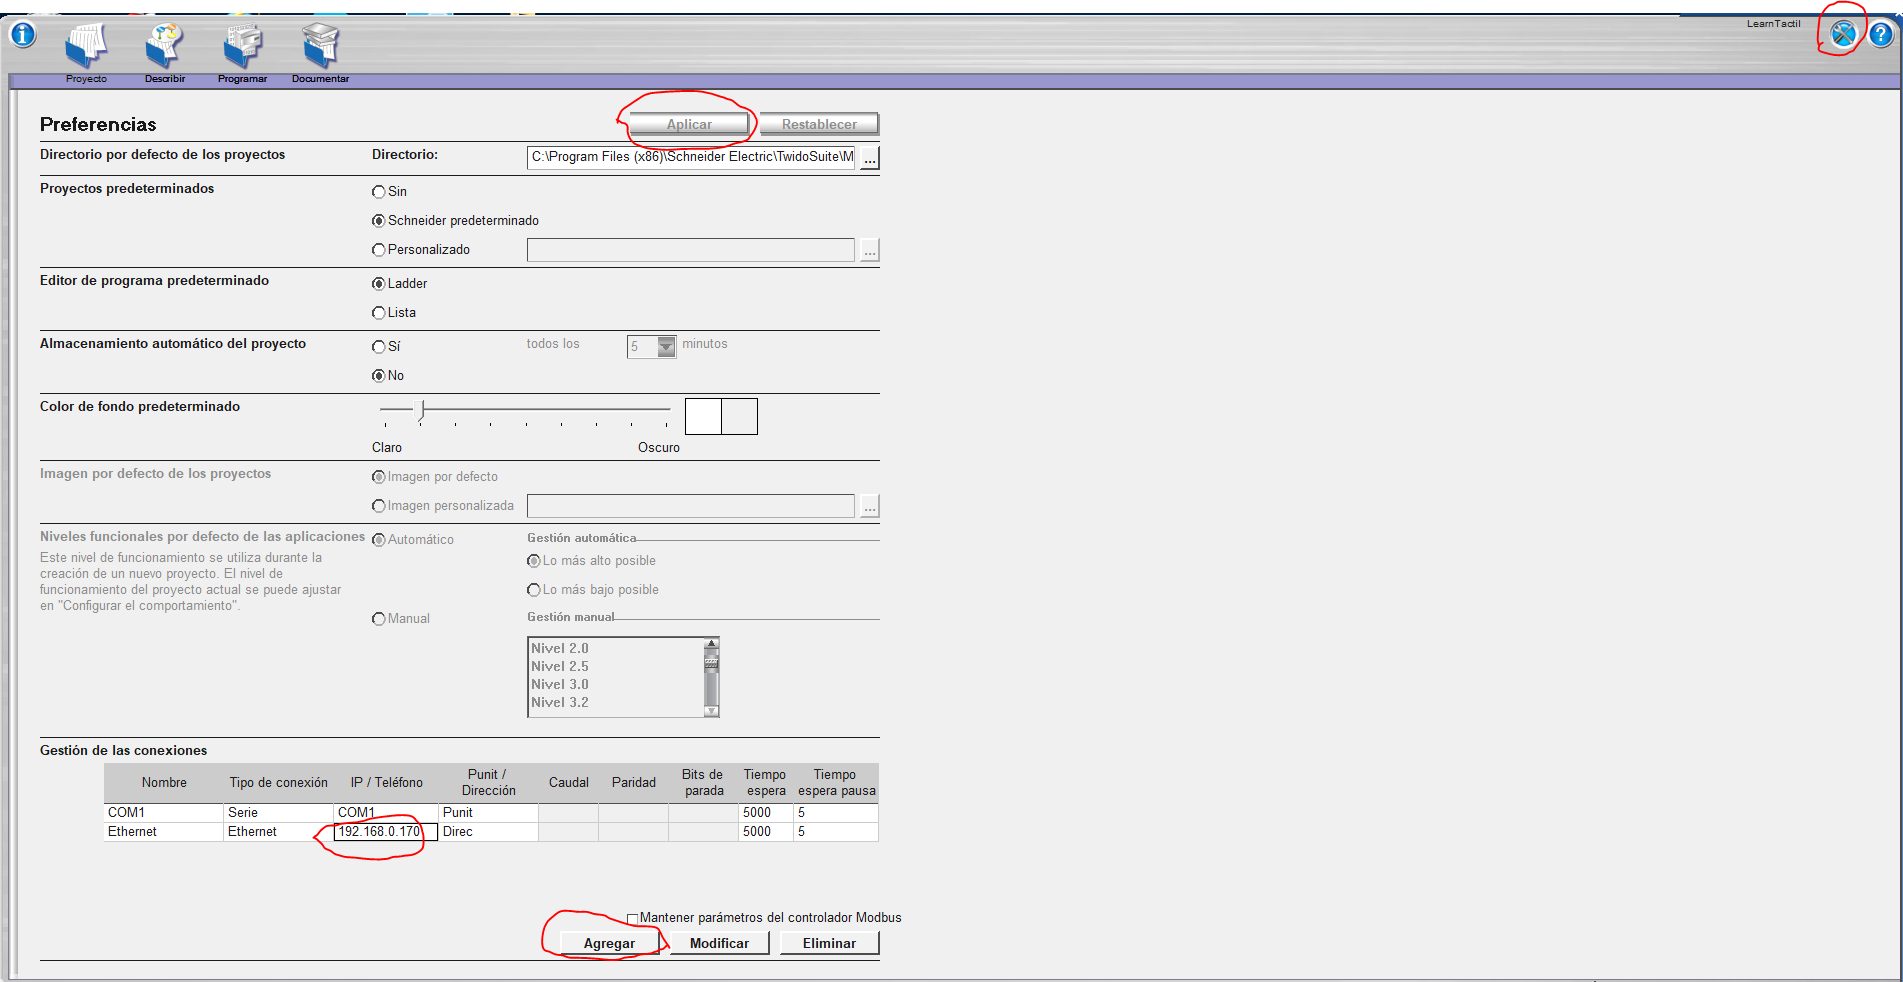 LearnTactil
Proyecto Describir Programar Documentar
Preferencias Aplicar Restablecer
Directorio por defecto de los proyectos Directorio: C:\Program Files (x86)\Schneider Electric\TwidoSuite\M ...
Proyectos predeterminados Sin
Schneider predeterminado
Personalizado ...
Editor de programa predeterminado Ladder
Lista
Almacenamiento automático del proyecto Sí todos los 5 minutos
No
Color de fondo predeterminado
Claro Oscuro
Imagen por defecto de los proyectos Imagen por defecto
Imagen personalizada ...
Niveles funcionales por defecto de las aplicaciones Automático Gestión automática
Este nivel de funcionamiento se utiliza durante la Lo más alto posible
creación de un nuevo proyecto. El nivel de
funcionamiento del proyecto actual se puede ajustar Lo más bajo posible
en "Configurar el comportamiento".
Manual Gestión manual
Nivel 2.0
Nivel 2.5
Nivel 3.0
Nivel 3.2
Gestión de las conexiones
Nombre Tipo de conexión IP / Teléfono Punit / Dirección Caudal Paridad Bits de parada Tiempo espera Tiempo espera pausa
COM1 Serie COM1 Punit 5000 5
Ethernet Ethernet 192.168.0.170 Direc 5000 5
Mantener parámetros del controlador Modbus
Agregar Modificar Eliminar